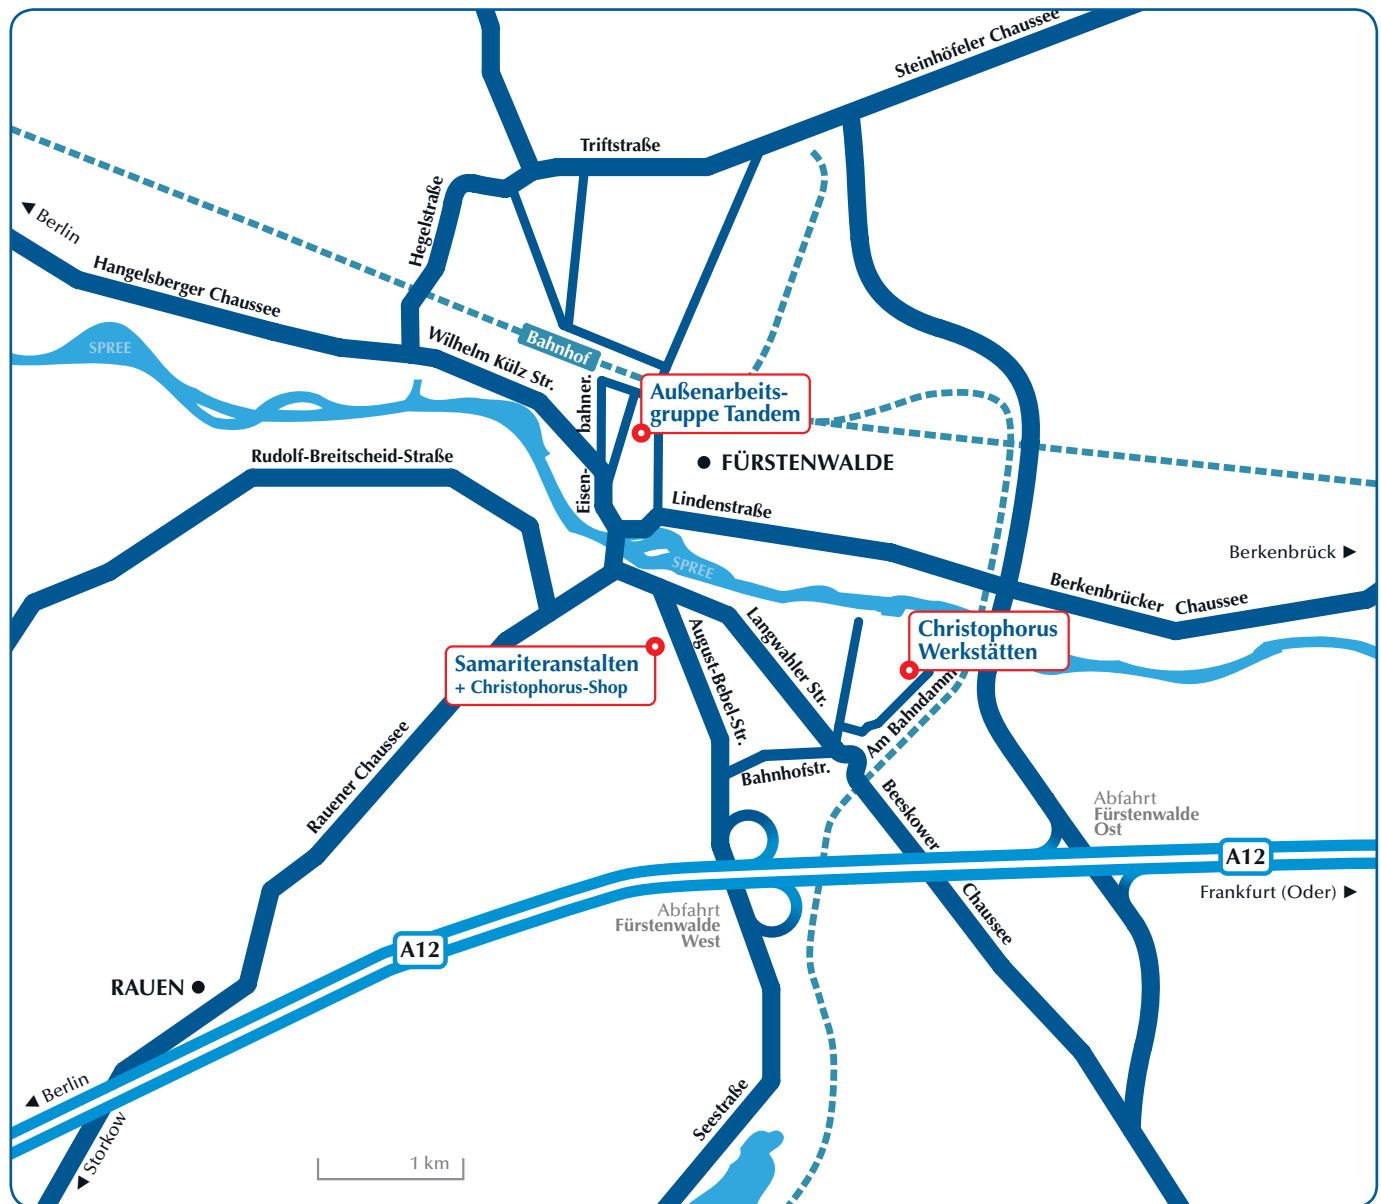 Steinhöfeler Chaussee
Triftstraße
Hegelstraße
◄ Berlin
Hangelsberger Chaussee
SPREE
Wilhelm Külz Str.
Bahnhof
Eisen-
bahner.
Außenarbeits-
gruppe Tandem
FÜRSTENWALDE
Rudolf-Breitscheid-Straße
Lindenstraße
SPREE
Berkenbrück ►
Berkenbrücker Chaussee
Christophorus
Werkstätten
Samariteranstalten
+ Christophorus-Shop
August-Bebel-Str.
Langwahler Str.
Am Bahndamm
Bahnhofstr.
Rauener Chaussee
Beeskower Chaussee
Abfahrt
Fürstenwalde
Ost
A12
Frankfurt (Oder) ►
Abfahrt
Fürstenwalde
West
A12
RAUEN
◄ Berlin
◄ Storkow
Seestraße
1 km